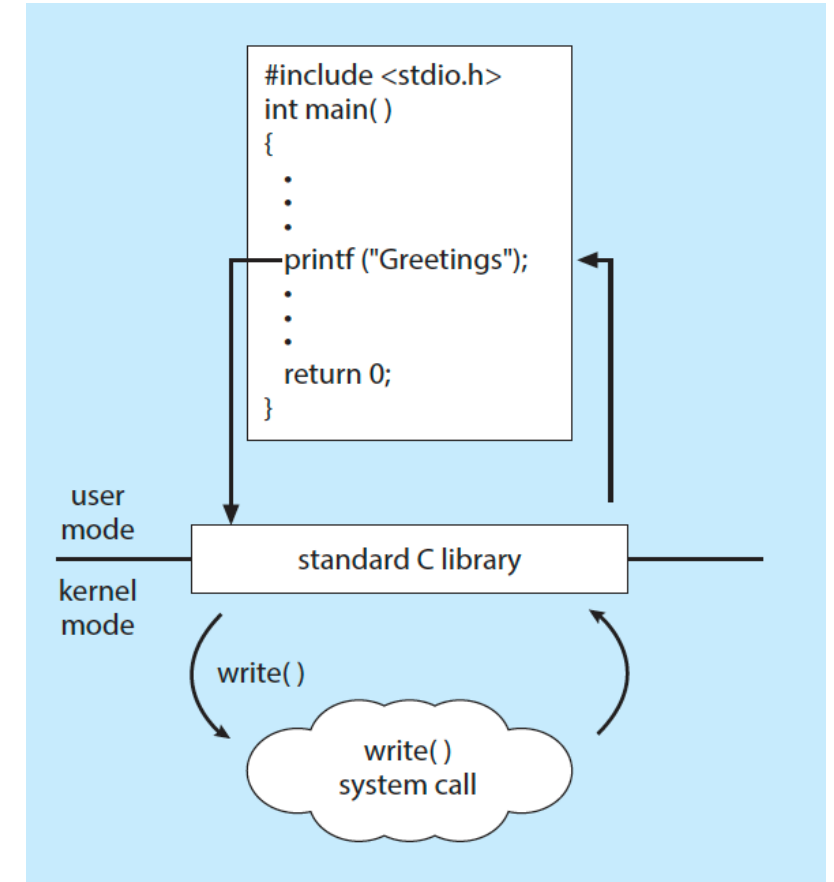 #include <stdio.h>
int main( )
{
•
•
•
printf ("Greetings");
•
•
•
return 0;
}
user
mode
standard C library
kernel
mode
write( )
write( )
system call